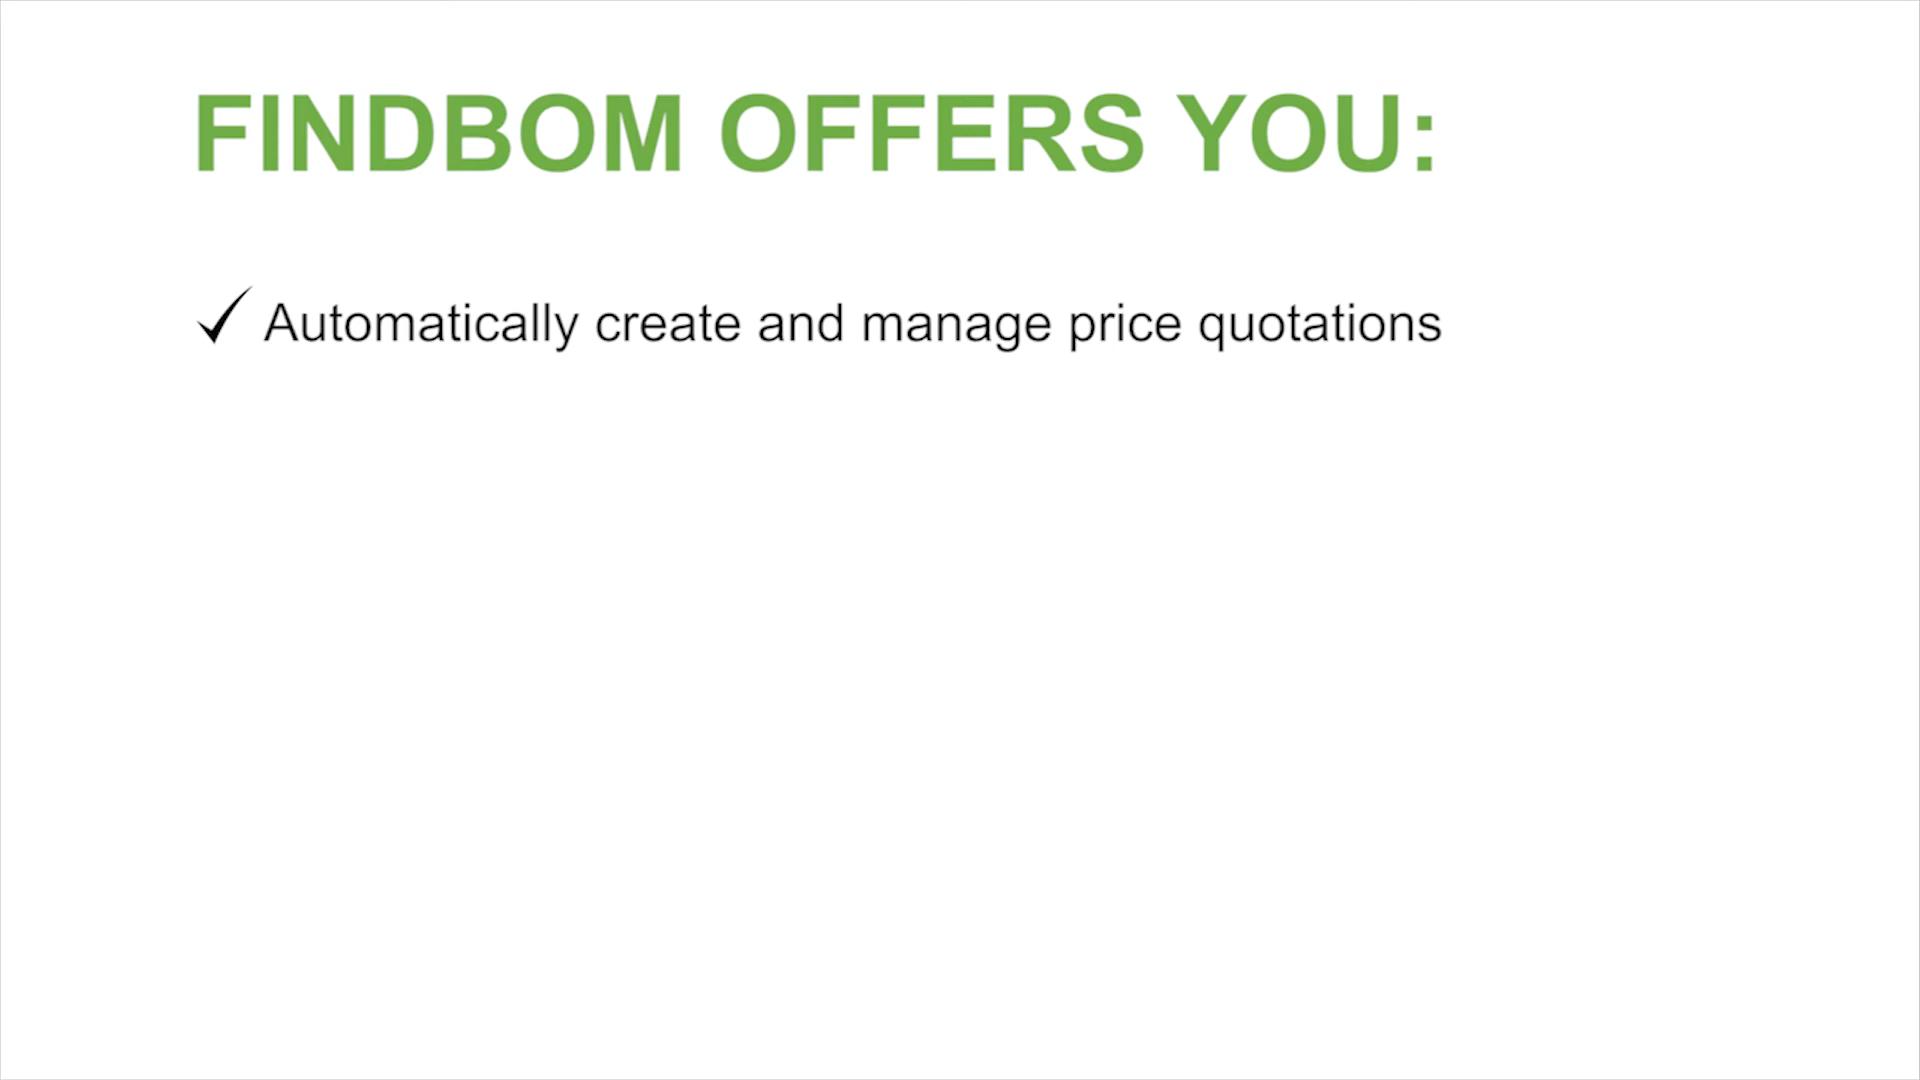 FINDBOM OFFERS YOU:
✓ Automatically create and manage price quotations